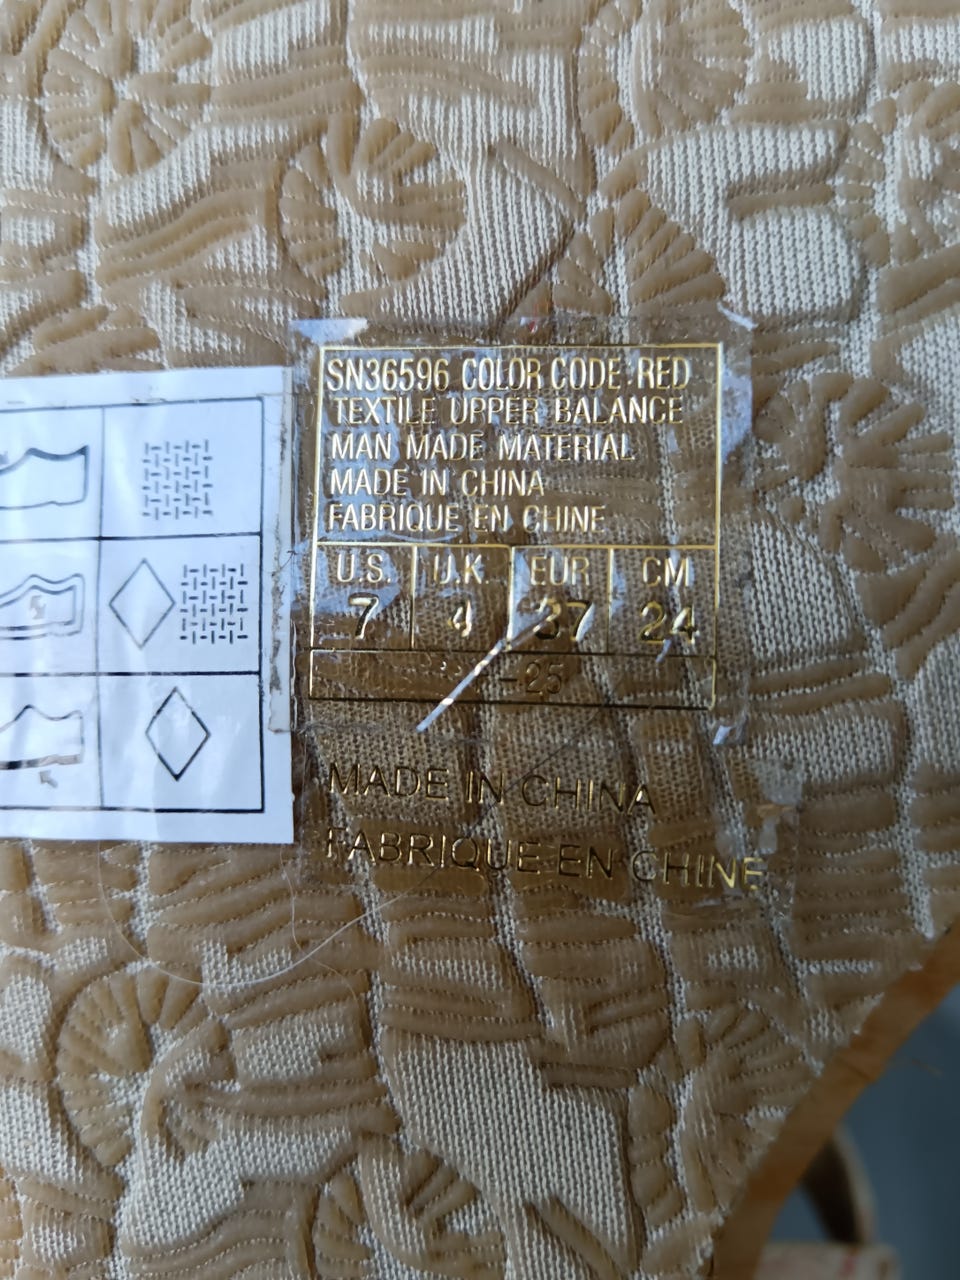 SN36596 COLOR CODE: RED
TEXTILE UPPER BALANCE
MAN MADE MATERIAL
MADE IN CHINA
FABRIQUE EN CHINE
U.S. U.K. EUR CM
7 4 37 24
-25
MADE IN CHINA
FABRIQUE EN CHINE